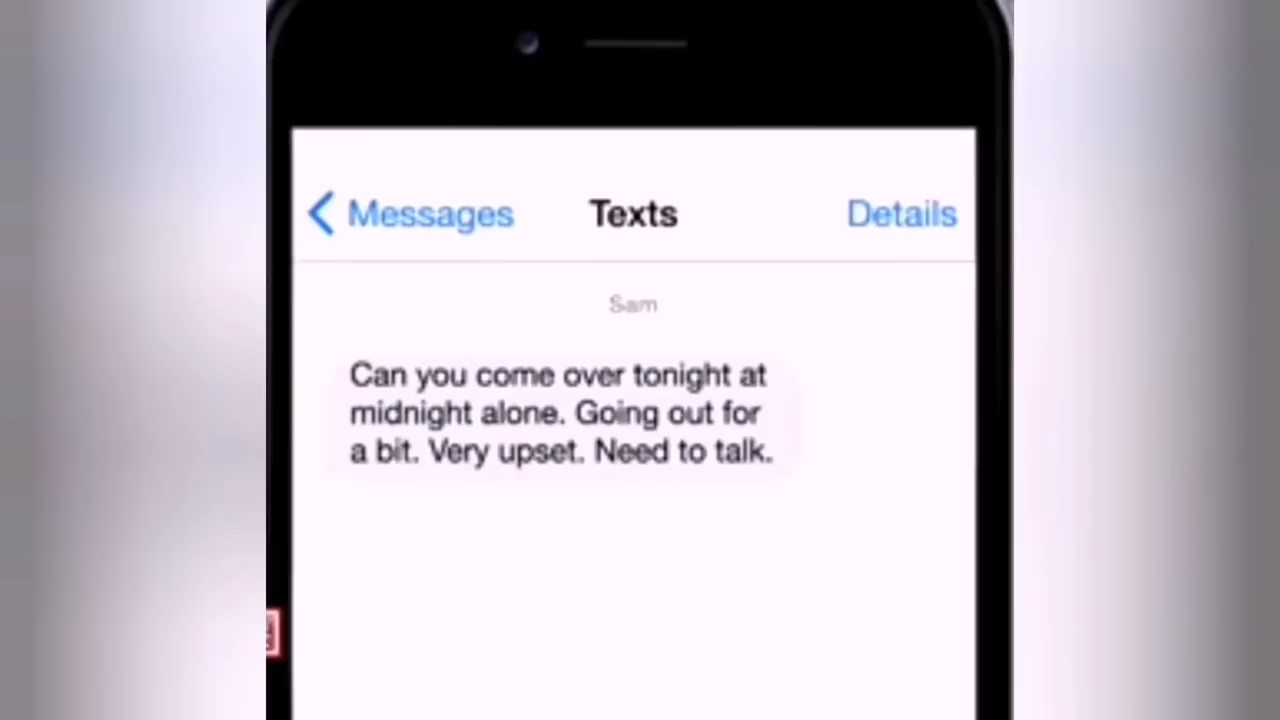 Messages
Texts
Details
Sam
Can you come over tonight at
midnight alone. Going out for
a bit. Very upset. Need to talk.